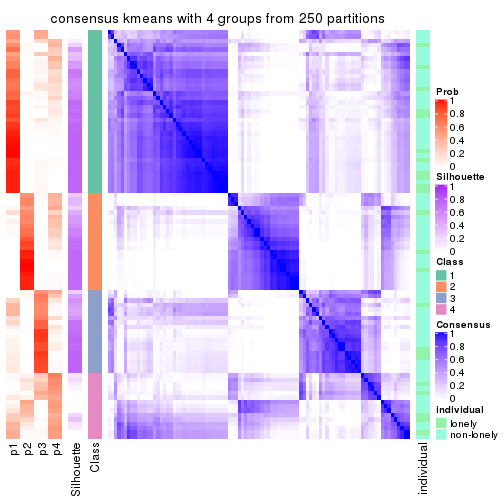 consensus kmeans with 4 groups from 250 partitions
Prob
1
0.8
0.6
0.4
0.2
0
Silhouette
1
0.8
0.6
0.4
0.2
0
Class
1
2
3
4
Consensus
1
0.8
0.6
0.4
0.2
0
individual
lonely
non-lonely
p1
p2
p3
p4
Silhouette
Class
individual